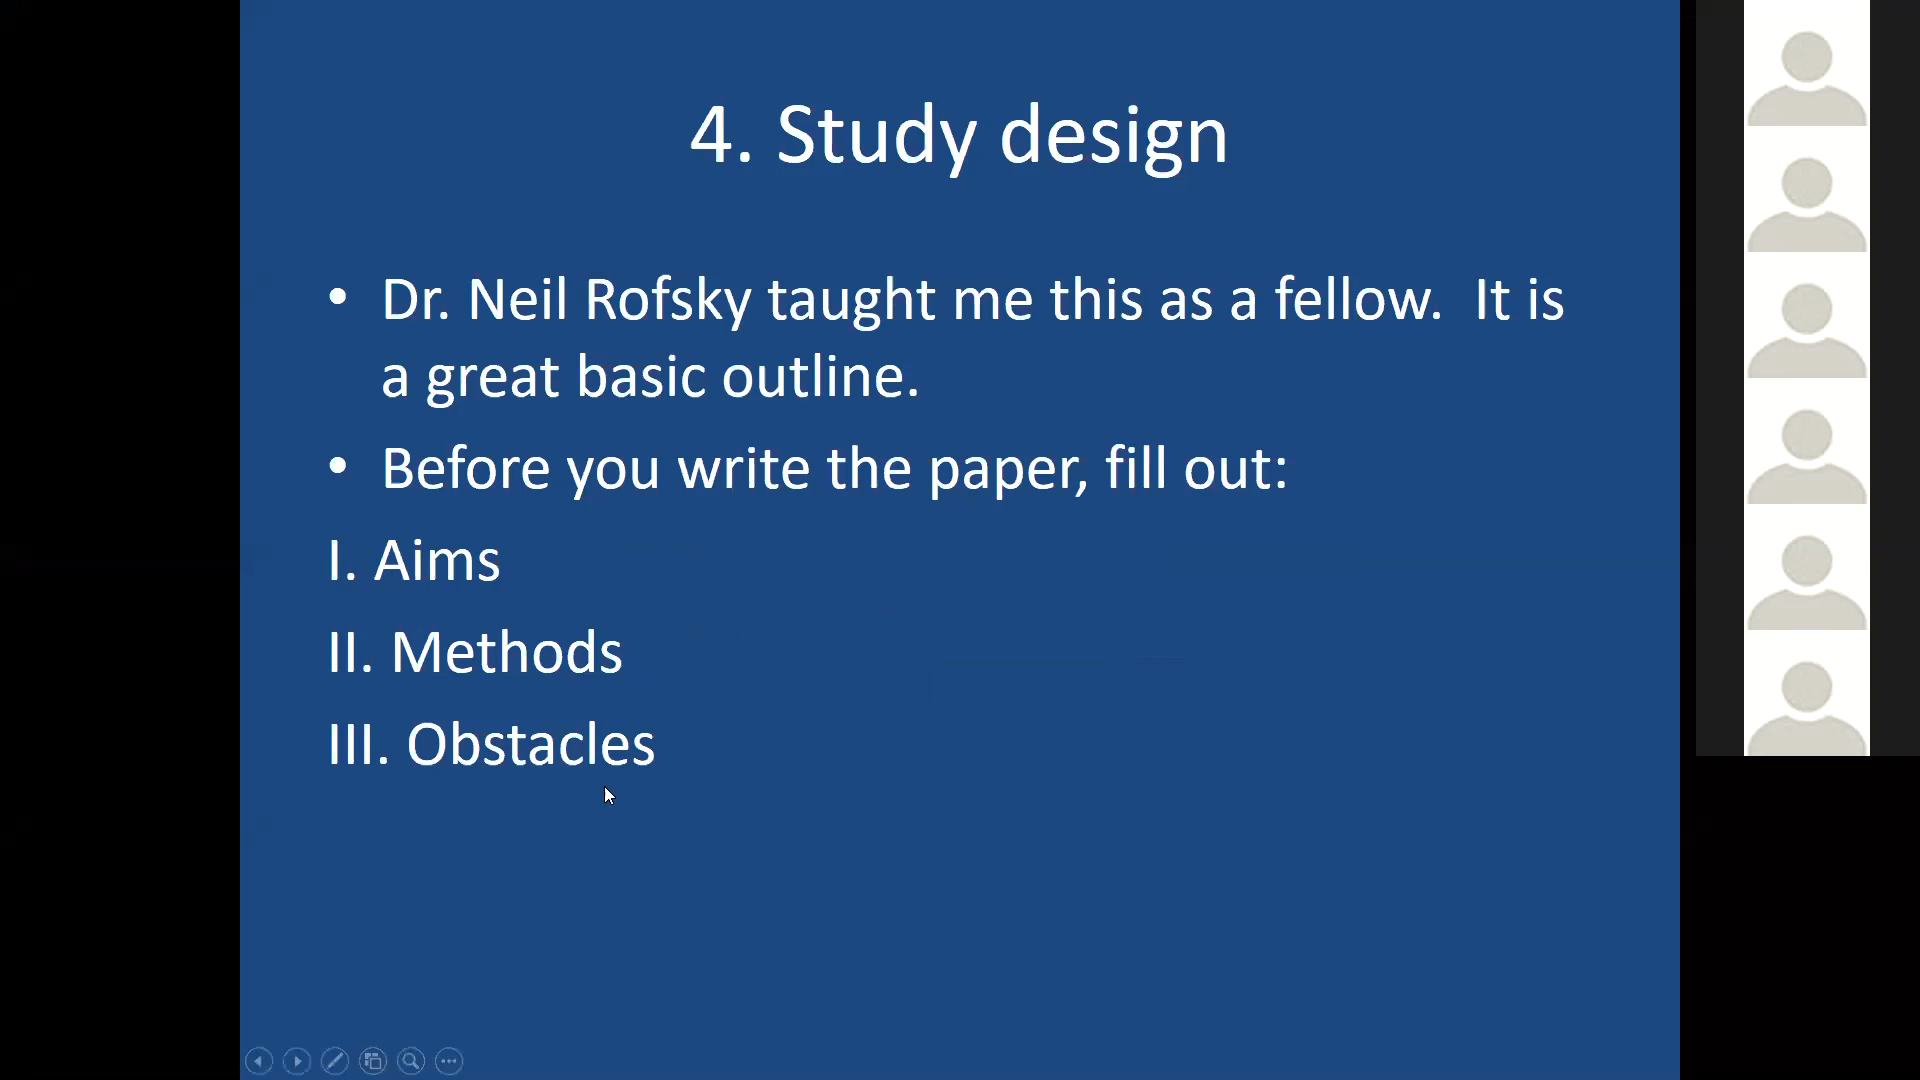 4. Study design
• Dr. Neil Rofsky taught me this as a fellow.  It is
a great basic outline.
• Before you write the paper, fill out:
I. Aims
II. Methods
III. Obstacles